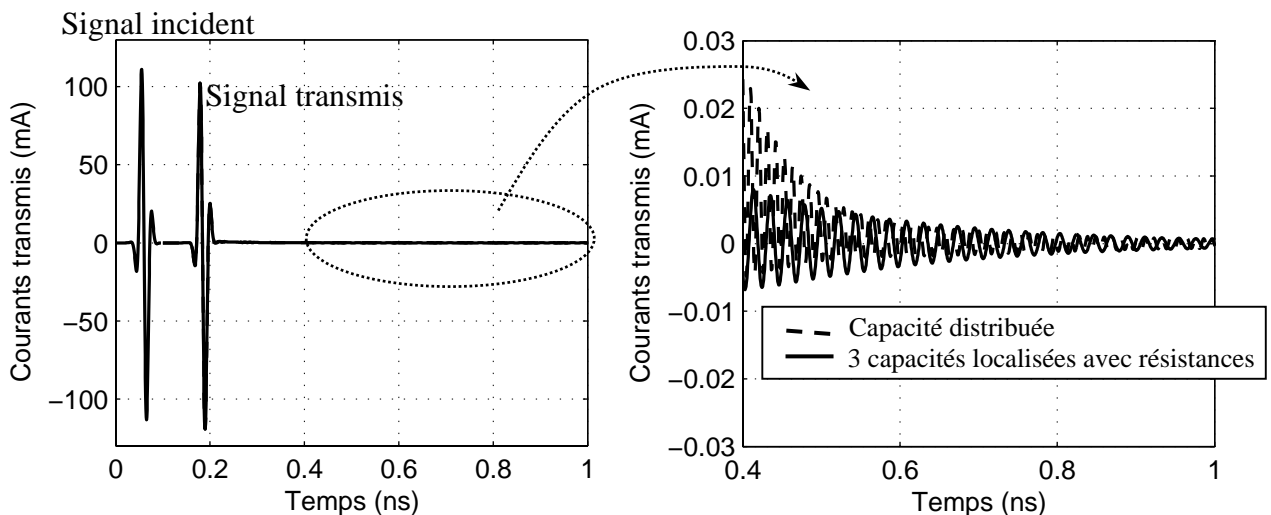 Signal incident
Signal transmis
Courants transmis (mA)
100
50
0
−50
−100
0
0.2
0.4
0.6
0.8
1
Temps (ns)
Courants transmis (mA)
0.03
0.02
0.01
0
−0.01
−0.02
−0.03
Capacité distribuée
3 capacités localisées avec résistances
0.4
0.6
0.8
1
Temps (ns)